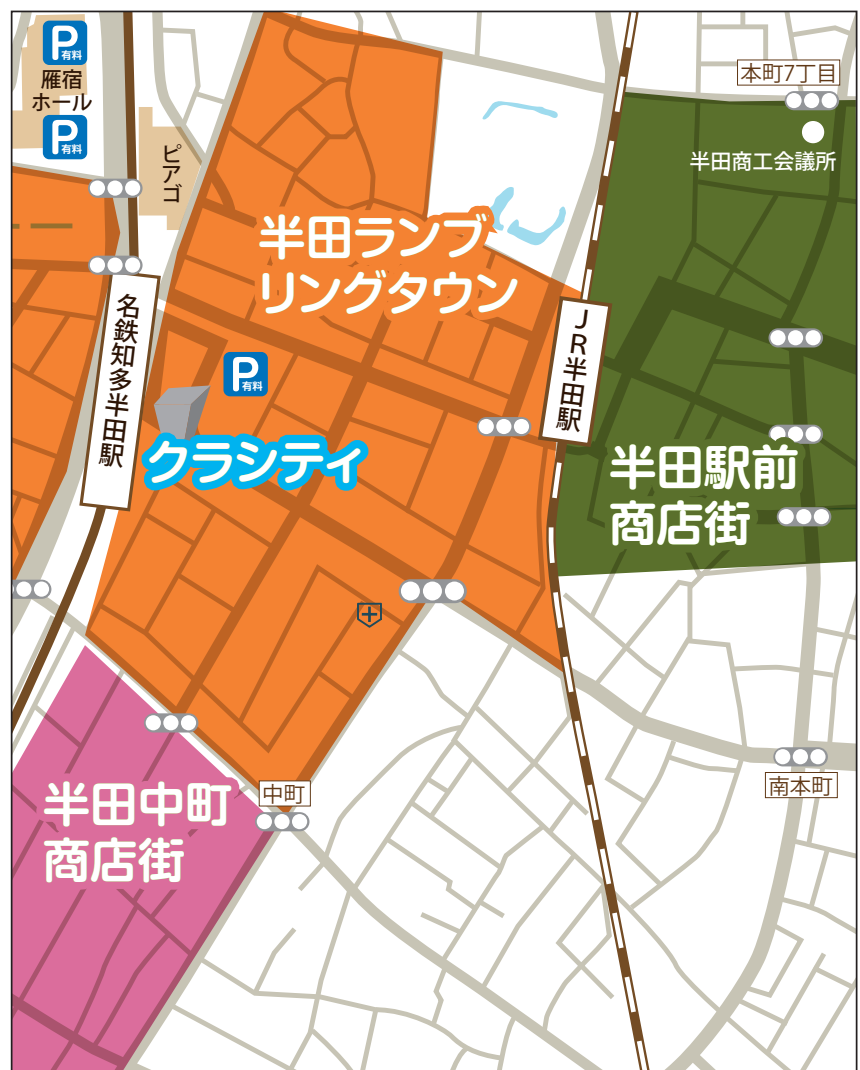 P
有料
雁宿
ホール
P
有料
ピアゴ
本町7丁目
半田商工会議所
半田ランブ
リングタウン
名鉄知多半田駅
JR半田駅
P
有料
クラシティ
半田駅前
商店街
半田中町
商店街
中町
南本町